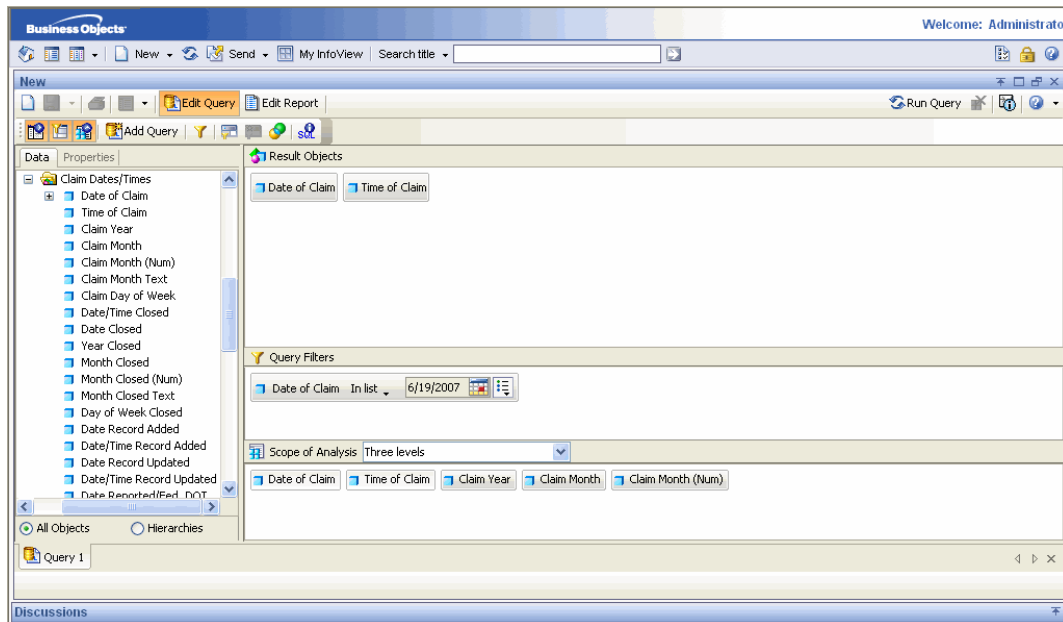 Business Objects
Welcome: Administrato
New
Send
My InfoView
Search title
New
Edit Query
Edit Report
Run Query
Add Query
SQL
Data
Properties
Result Objects
Claim Dates/Times
Date of Claim
Time of Claim
Claim Year
Claim Month
Claim Month (Num)
Claim Month Text
Claim Day of Week
Date/Time Closed
Date Closed
Year Closed
Month Closed
Month Closed (Num)
Month Closed Text
Day of Week Closed
Date Record Added
Date/Time Record Added
Date Record Updated
Date/Time Record Updated
Date Reported/Fed. DOT
All Objects
Hierarchies
Date of Claim
Time of Claim
Query Filters
Date of Claim In list 6/19/2007
Scope of Analysis Three levels
Date of Claim
Time of Claim
Claim Year
Claim Month
Claim Month (Num)
Query 1
Discussions